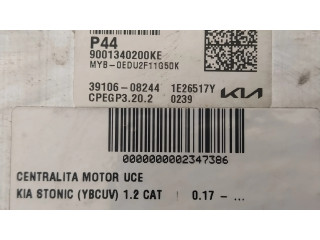 P44
9001340200KE
MYB-0EDU2F11G50K
39106-08244 1E26517Y KIA
CPEGP3.20.2 0239
0000000002347386
CENTRALITA MOTOR UCE
KIA STONIC (YBCUV) 1.2 CAT | 0.17 - ...